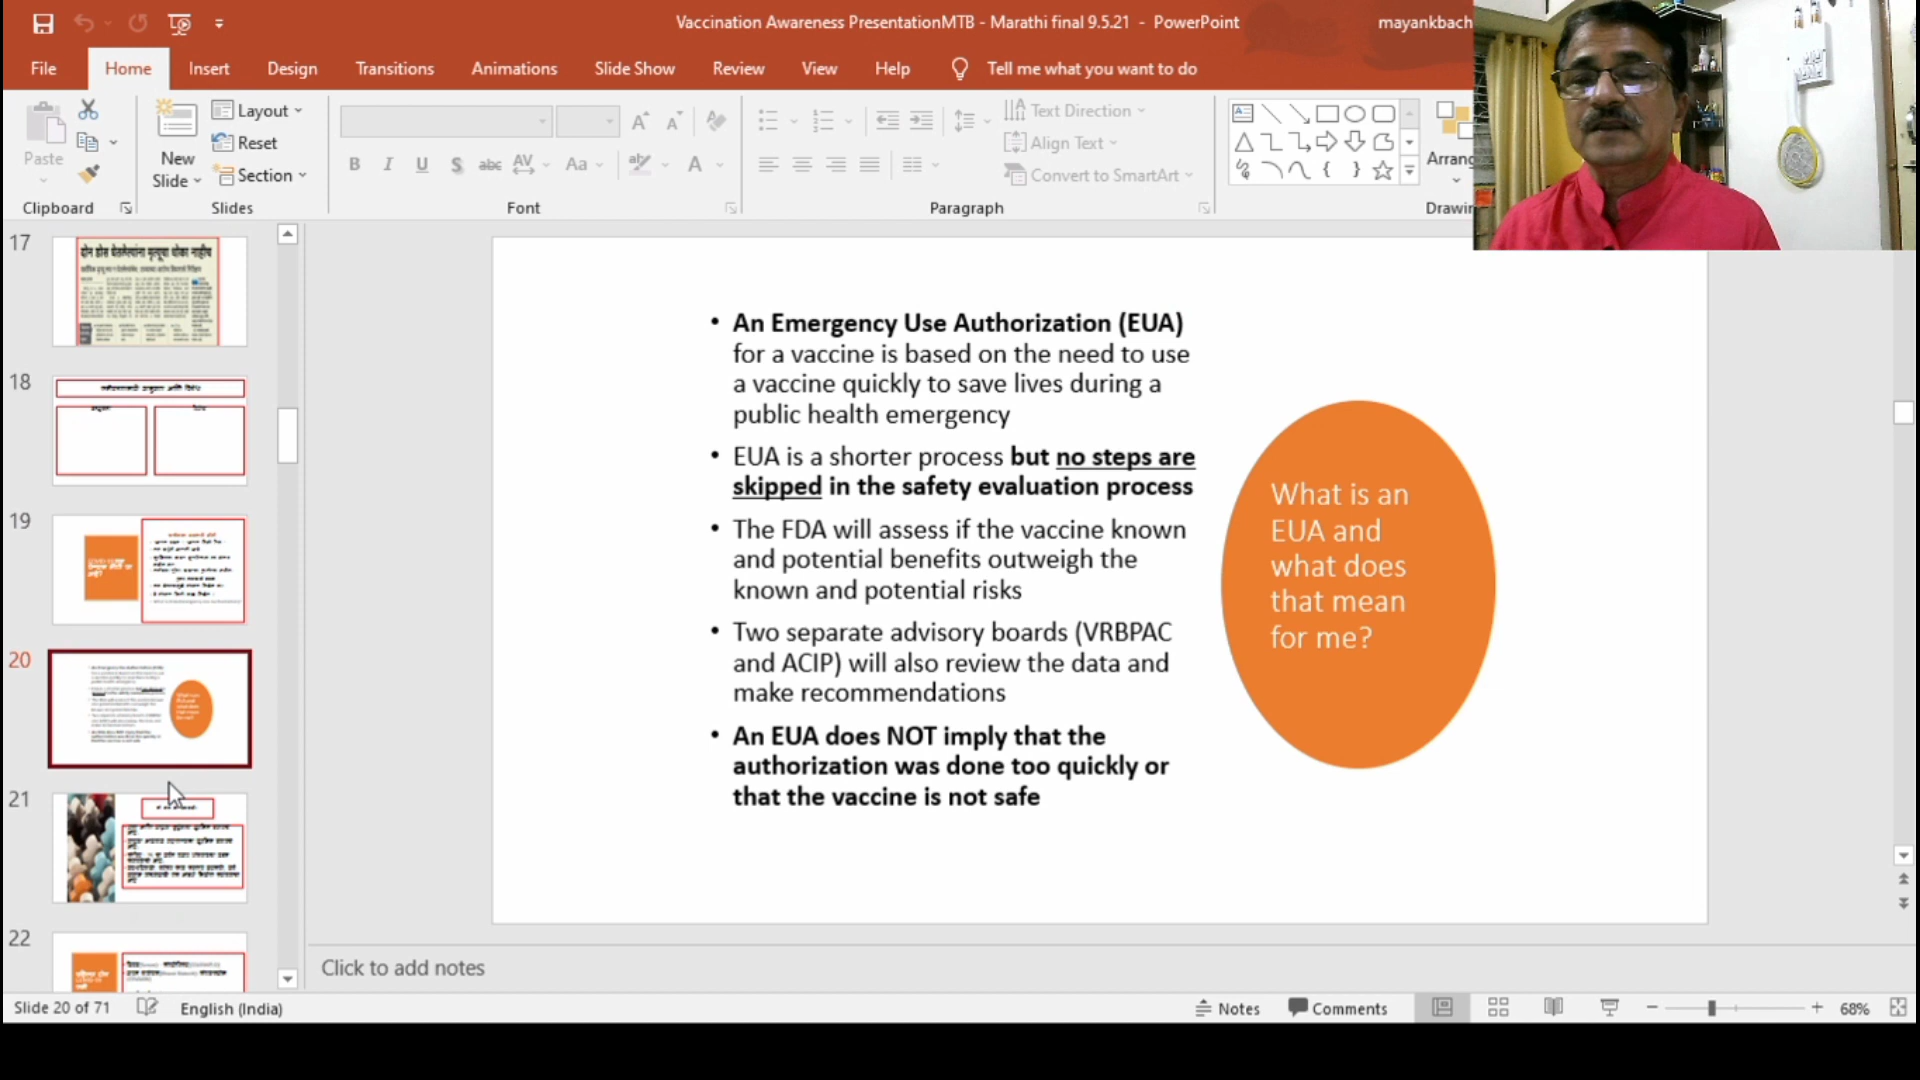 Vaccination Awareness PresentationMTB - Marathi final 9.5.21 - PowerPoint
mayankbach
File
Home
Insert
Design
Transitions
Animations
Slide Show
Review
View
Help
Tell me what you want to do
Paste
New
Slide
Layout
Reset
Section
B I U S abc AV Aa A
Text Direction
Align Text
Convert to SmartArt
Arrang
Clipboard
Slides
Font
Paragraph
Drawin
17
दोन डोस घेतलेल्यांना मृत्यूचा धोका नाहीच
18
19
20
21
22
• An Emergency Use Authorization (EUA)
for a vaccine is based on the need to use
a vaccine quickly to save lives during a
public health emergency
• EUA is a shorter process but no steps are
skipped in the safety evaluation process
• The FDA will assess if the vaccine known
and potential benefits outweigh the
known and potential risks
• Two separate advisory boards (VRBPAC
and ACIP) will also review the data and
make recommendations
• An EUA does NOT imply that the
authorization was done too quickly or
that the vaccine is not safe
What is an
EUA and
what does
that mean
for me?
Click to add notes
Slide 20 of 71
English (India)
Notes
Comments
68%